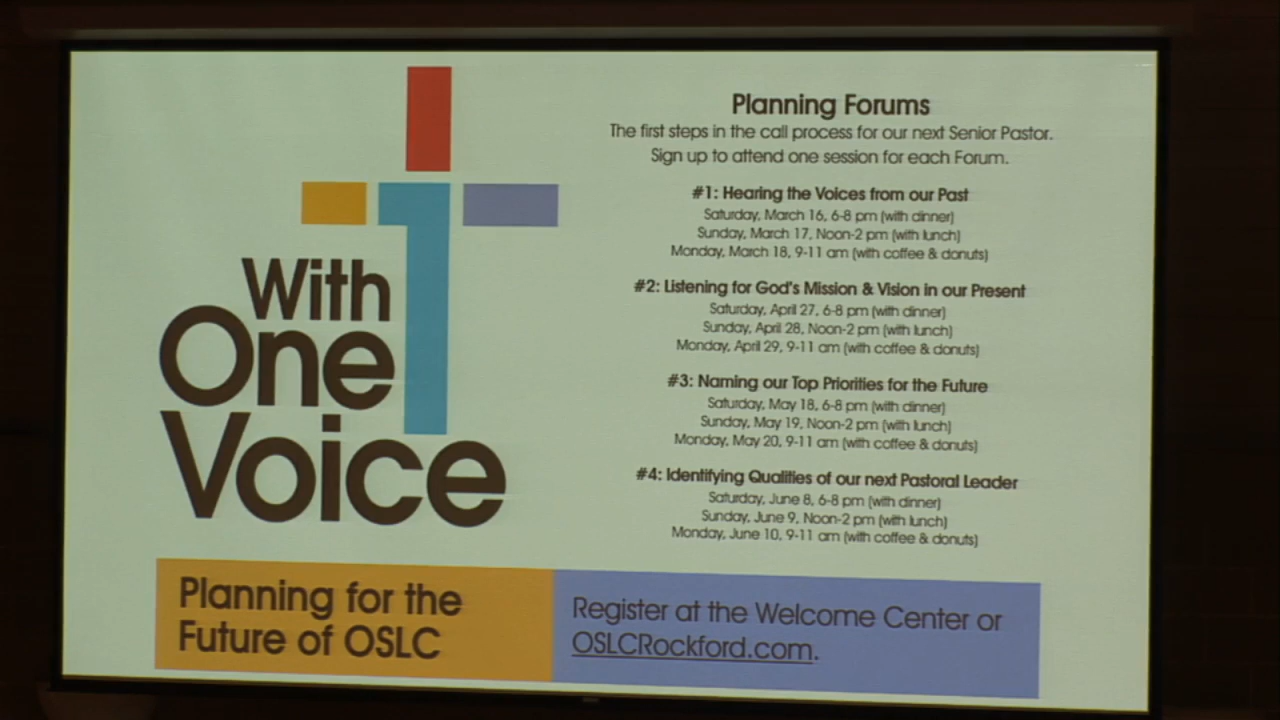 With
One
Voice
Planning Forums
The first steps in the call process for our next Senior Pastor.
Sign up to attend one session for each Forum.
#1: Hearing the Voices from our Past
Saturday, March 16, 6-8 pm (with dinner)
Sunday, March 17, Noon-2 pm (with lunch)
Monday, March 18, 9-11 am (with coffee & donuts)
#2: Listening for God's Mission & Vision in our Present
Saturday, April 27, 6-8 pm (with dinner)
Sunday, April 28, Noon-2 pm (with lunch)
Monday, April 29, 9-11 am (with coffee & donuts)
#3: Naming our Top Priorities for the Future
Saturday, May 18, 6-8 pm (with dinner)
Sunday, May 19, Noon-2 pm (with lunch)
Monday, May 20, 9-11 am (with coffee & donuts)
#4: Identifying Qualities of our next Pastoral Leader
Saturday, June 8, 6-8 pm (with dinner)
Sunday, June 9, Noon-2 pm (with lunch)
Monday, June 10, 9-11 am (with coffee & donuts)
Planning for the
Future of OSLC
Register at the Welcome Center or
OSLCRockford.com.